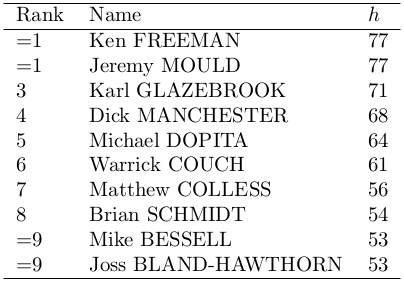 Rank Name h
=1 Ken FREEMAN 77
=1 Jeremy MOULD 77
3 Karl GLAZEBROOK 71
4 Dick MANCHESTER 68
5 Michael DOPITA 64
6 Warrick COUCH 61
7 Matthew COLLESS 56
8 Brian SCHMIDT 54
=9 Mike BESSELL 53
=9 Joss BLAND-HAWTHORN 53